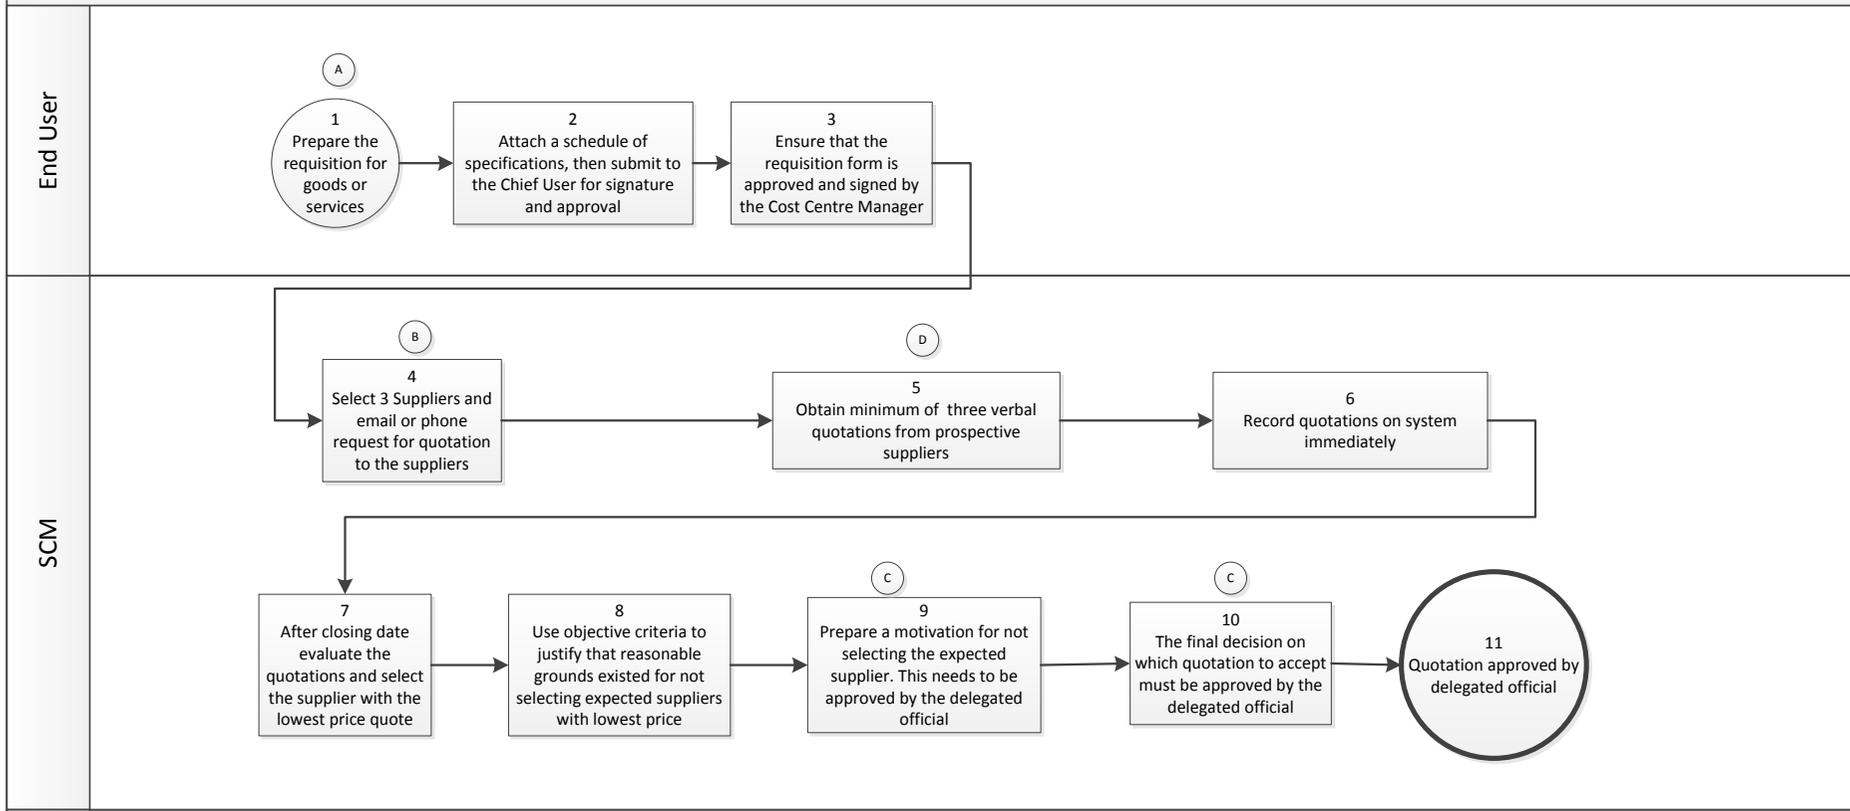 End User
A
1
Prepare the
requisition for
goods or
services
2
Attach a schedule of
specifications, then submit to
the Chief User for signature
and approval
3
Ensure that the
requisition form is
approved and signed by
the Cost Centre Manager
SCM
B
4
Select 3 Suppliers and
email or phone
request for quotation
to the suppliers
D
5
Obtain minimum of  three verbal
quotations from prospective
suppliers
6
Record quotations on system
immediately
7
After closing date
evaluate the
quotations and select
the supplier with the
lowest price quote
8
Use objective criteria to
justify that reasonable
grounds existed for not
selecting expected suppliers
with lowest price
C
9
Prepare a motivation for not
selecting the expected
supplier. This needs to be
approved by the delegated
official
C
10
The final decision on
which quotation to accept
must be approved by the
delegated official
11
Quotation approved by
delegated official